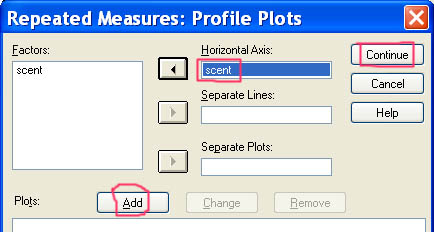 Repeated Measures: Profile Plots
Factors:
scent
Horizontal Axis:
scent
Separate Lines:
Separate Plots:
Continue
Cancel
Help
Plots:
Add
Change
Remove